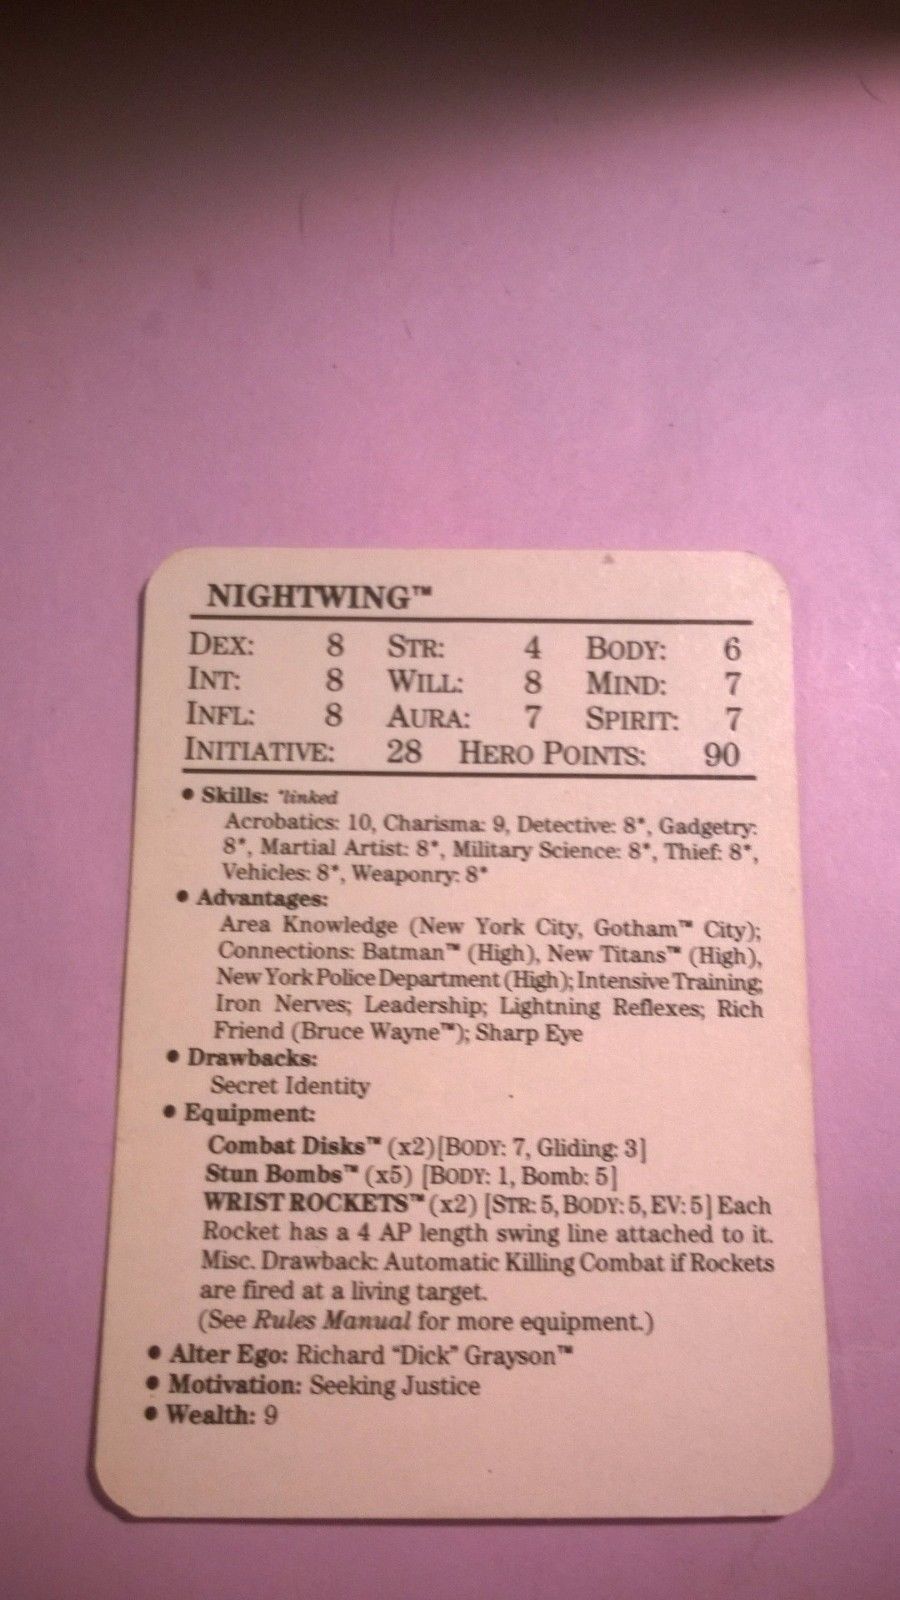 NIGHTWING™
DEX: 8 STR: 4 BODY: 6
INT: 8 WILL: 8 MIND: 7
INFL: 8 AURA: 7 SPIRIT: 7
INITIATIVE: 28 HERO POINTS: 90
• Skills: *linked
Acrobatics: 10, Charisma: 9, Detective: 8*, Gadgetry:
8*, Martial Artist: 8*, Military Science: 8*, Thief: 8*,
Vehicles: 8*, Weaponry: 8*
• Advantages:
Area Knowledge (New York City, Gotham™ City);
Connections: Batman™ (High), New Titans™ (High),
New York Police Department (High); Intensive Training;
Iron Nerves; Leadership; Lightning Reflexes; Rich
Friend (Bruce Wayne™); Sharp Eye
• Drawbacks:
Secret Identity
• Equipment:
Combat Disks™ (x2)[BODY: 7, Gliding: 3]
Stun Bombs™ (x5) [BODY: 1, Bomb: 5]
WRIST ROCKETS™ (x2) [STR: 5, BODY: 5, EV: 5] Each
Rocket has a 4 AP length swing line attached to it.
Misc. Drawback: Automatic Killing Combat if Rockets
are fired at a living target.
(See Rules Manual for more equipment.)
• Alter Ego: Richard "Dick" Grayson™
• Motivation: Seeking Justice
• Wealth: 9